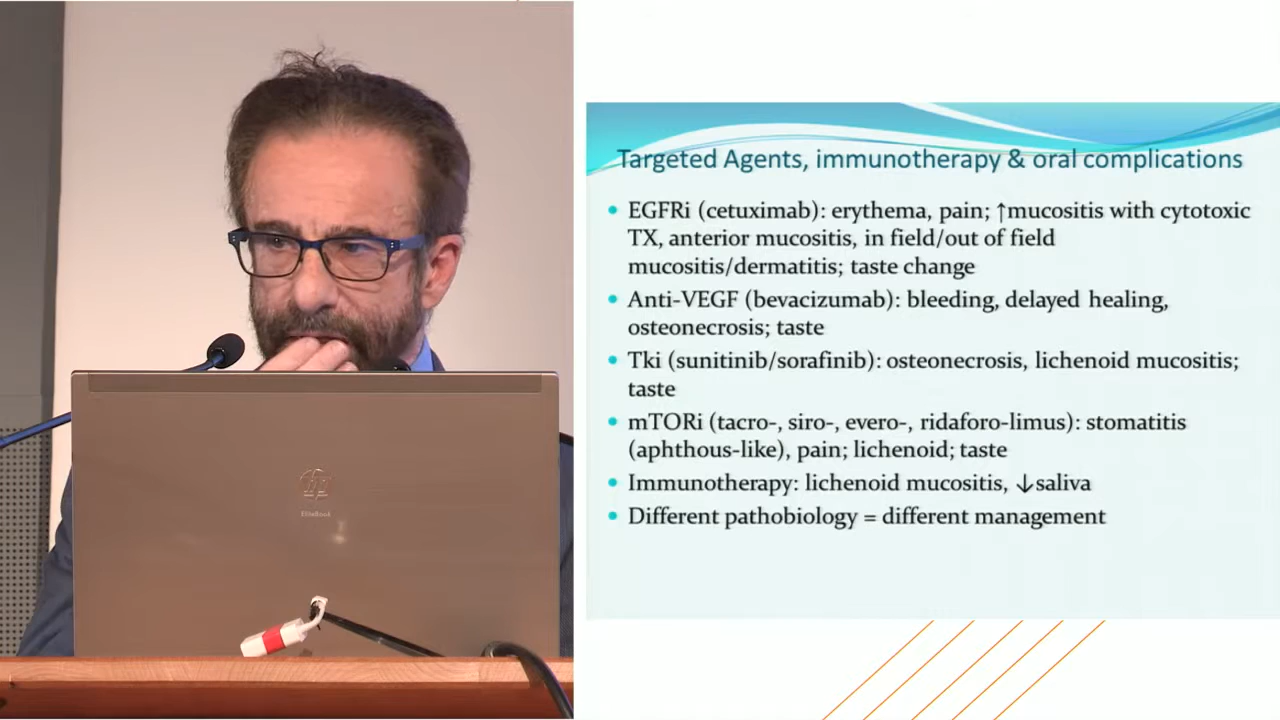 Targeted Agents, immunotherapy & oral complications
• EGFRi (cetuximab): erythema, pain; ↑mucositis with cytotoxic
TX, anterior mucositis, in field/out of field
mucositis/dermatitis; taste change
• Anti-VEGF (bevacizumab): bleeding, delayed healing,
osteonecrosis; taste
• Tki (sunitinib/sorafinib): osteonecrosis, lichenoid mucositis;
taste
• mTORi (tacro-, siro-, evero-, ridaforo-limus): stomatitis
(aphthous-like), pain; lichenoid; taste
• Immunotherapy: lichenoid mucositis, ↓saliva
• Different pathobiology = different management
hp
EliteBook